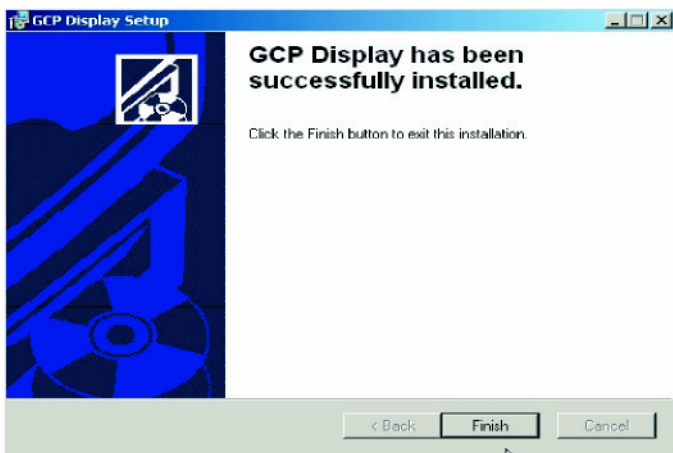 GCP Display Setup
GCP Display has been
successfully installed.
Click the Finish button to exit this installation.
< Back Finish Cancel